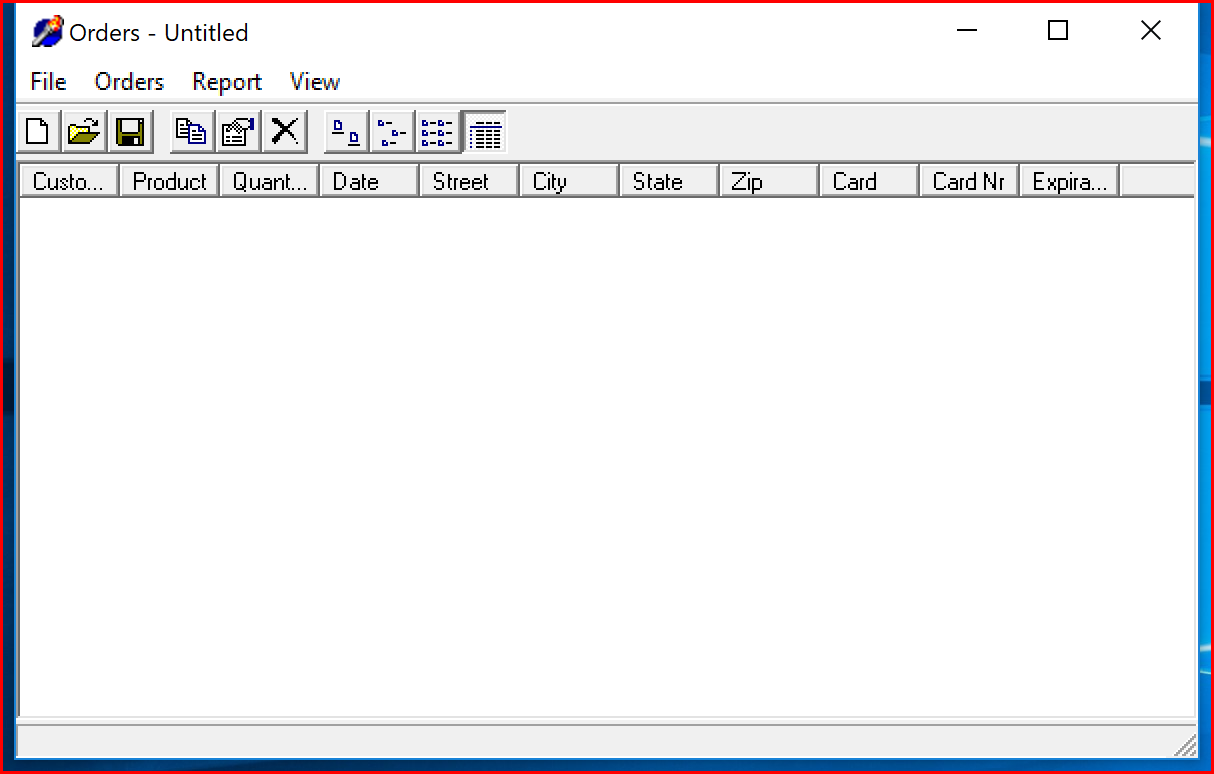 Orders - Untitled
File Orders Report View
Custo... Product Quant... Date Street City State Zip Card Card Nr Expira...